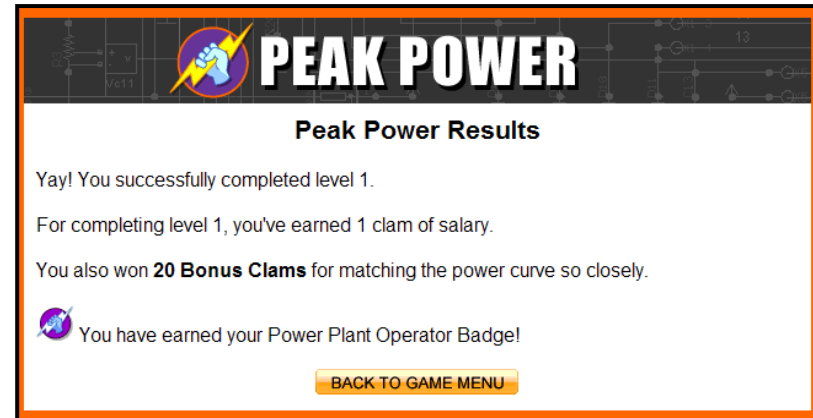 PEAK POWER
Peak Power Results
Yay! You successfully completed level 1.
For completing level 1, you've earned 1 clam of salary.
You also won 20 Bonus Clams for matching the power curve so closely.
You have earned your Power Plant Operator Badge!
BACK TO GAME MENU